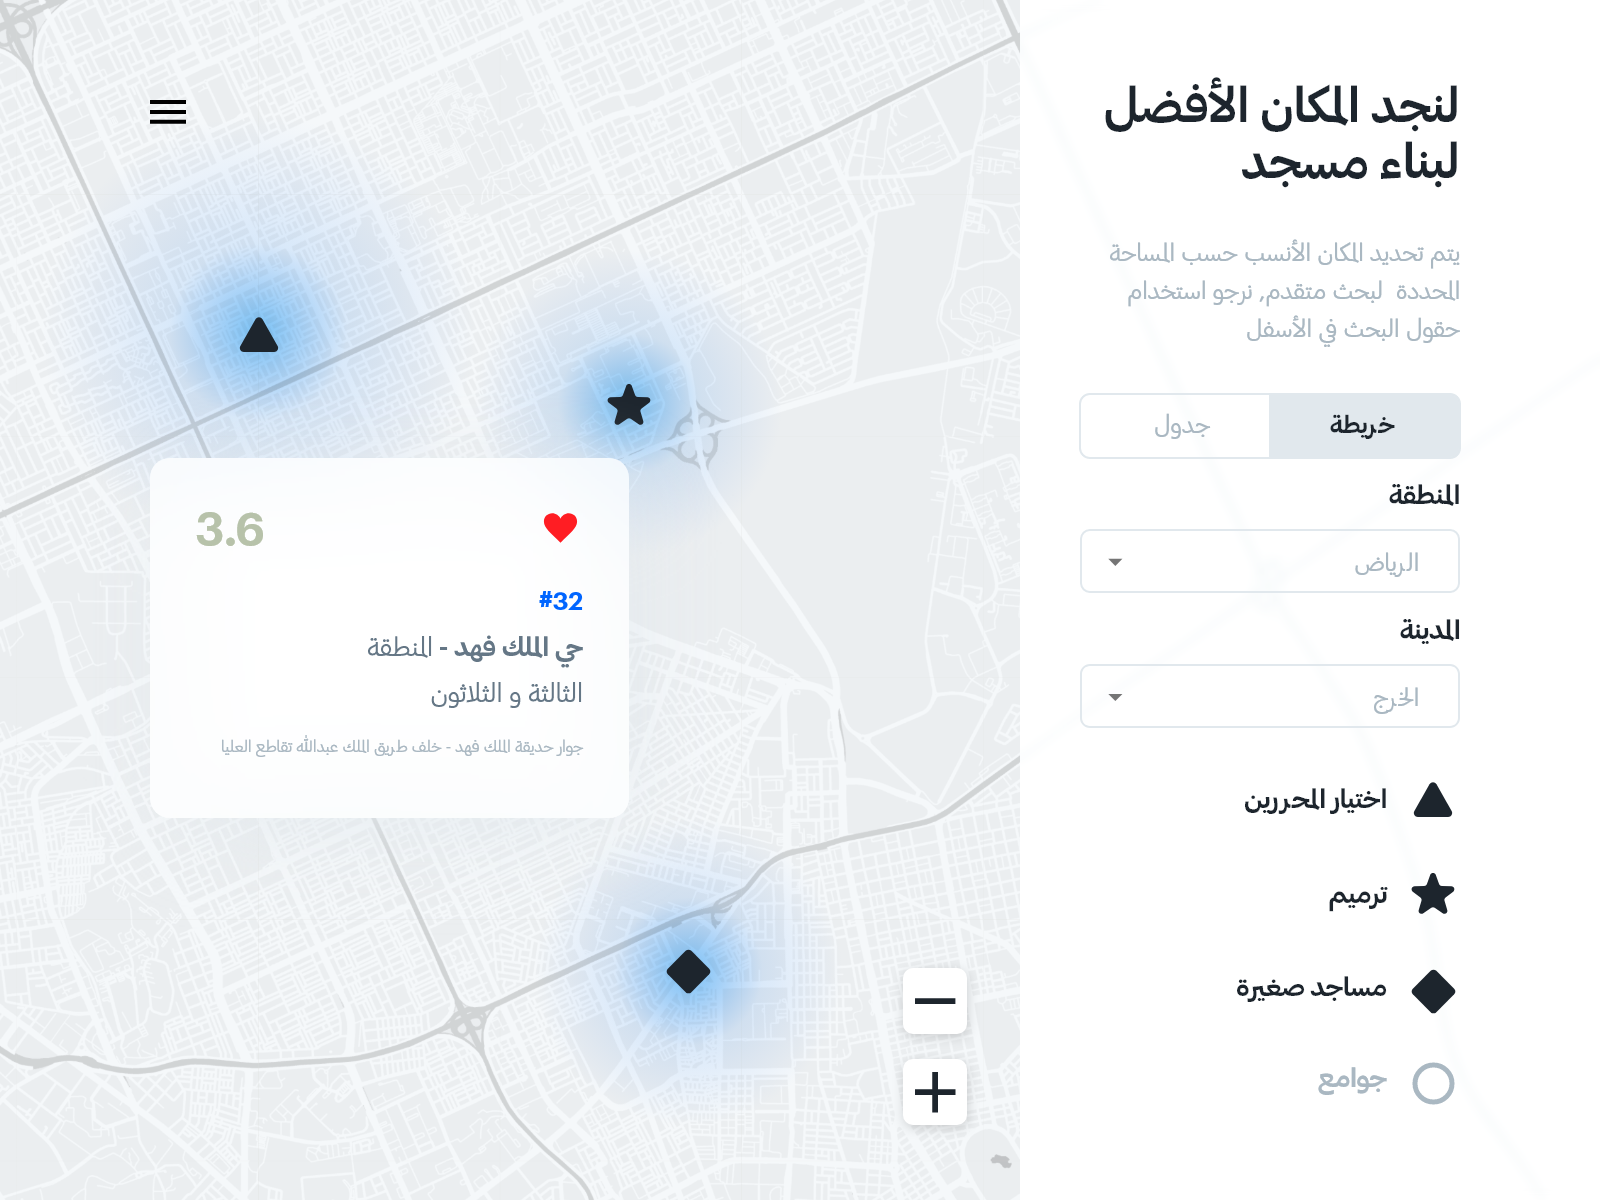 لنجد المكان الأفضل
لبناء مسجد
يتم تحديد المكان الأنسب حسب المساحة
المحددة  لبحث متقدم, نرجو استخدام
حقول البحث في الأسفل
خريطة
جدول
المنطقة
الرياض
المدينة
الخرج
اختيار المحررين
ترميم
مساجد صغيرة
جوامع
3.6
#32
حي الملك فهد - المنطقة
الثالثة و الثلاثون
جوار حديقة الملك فهد - خلف طريق الملك عبدالله تقاطع العليا